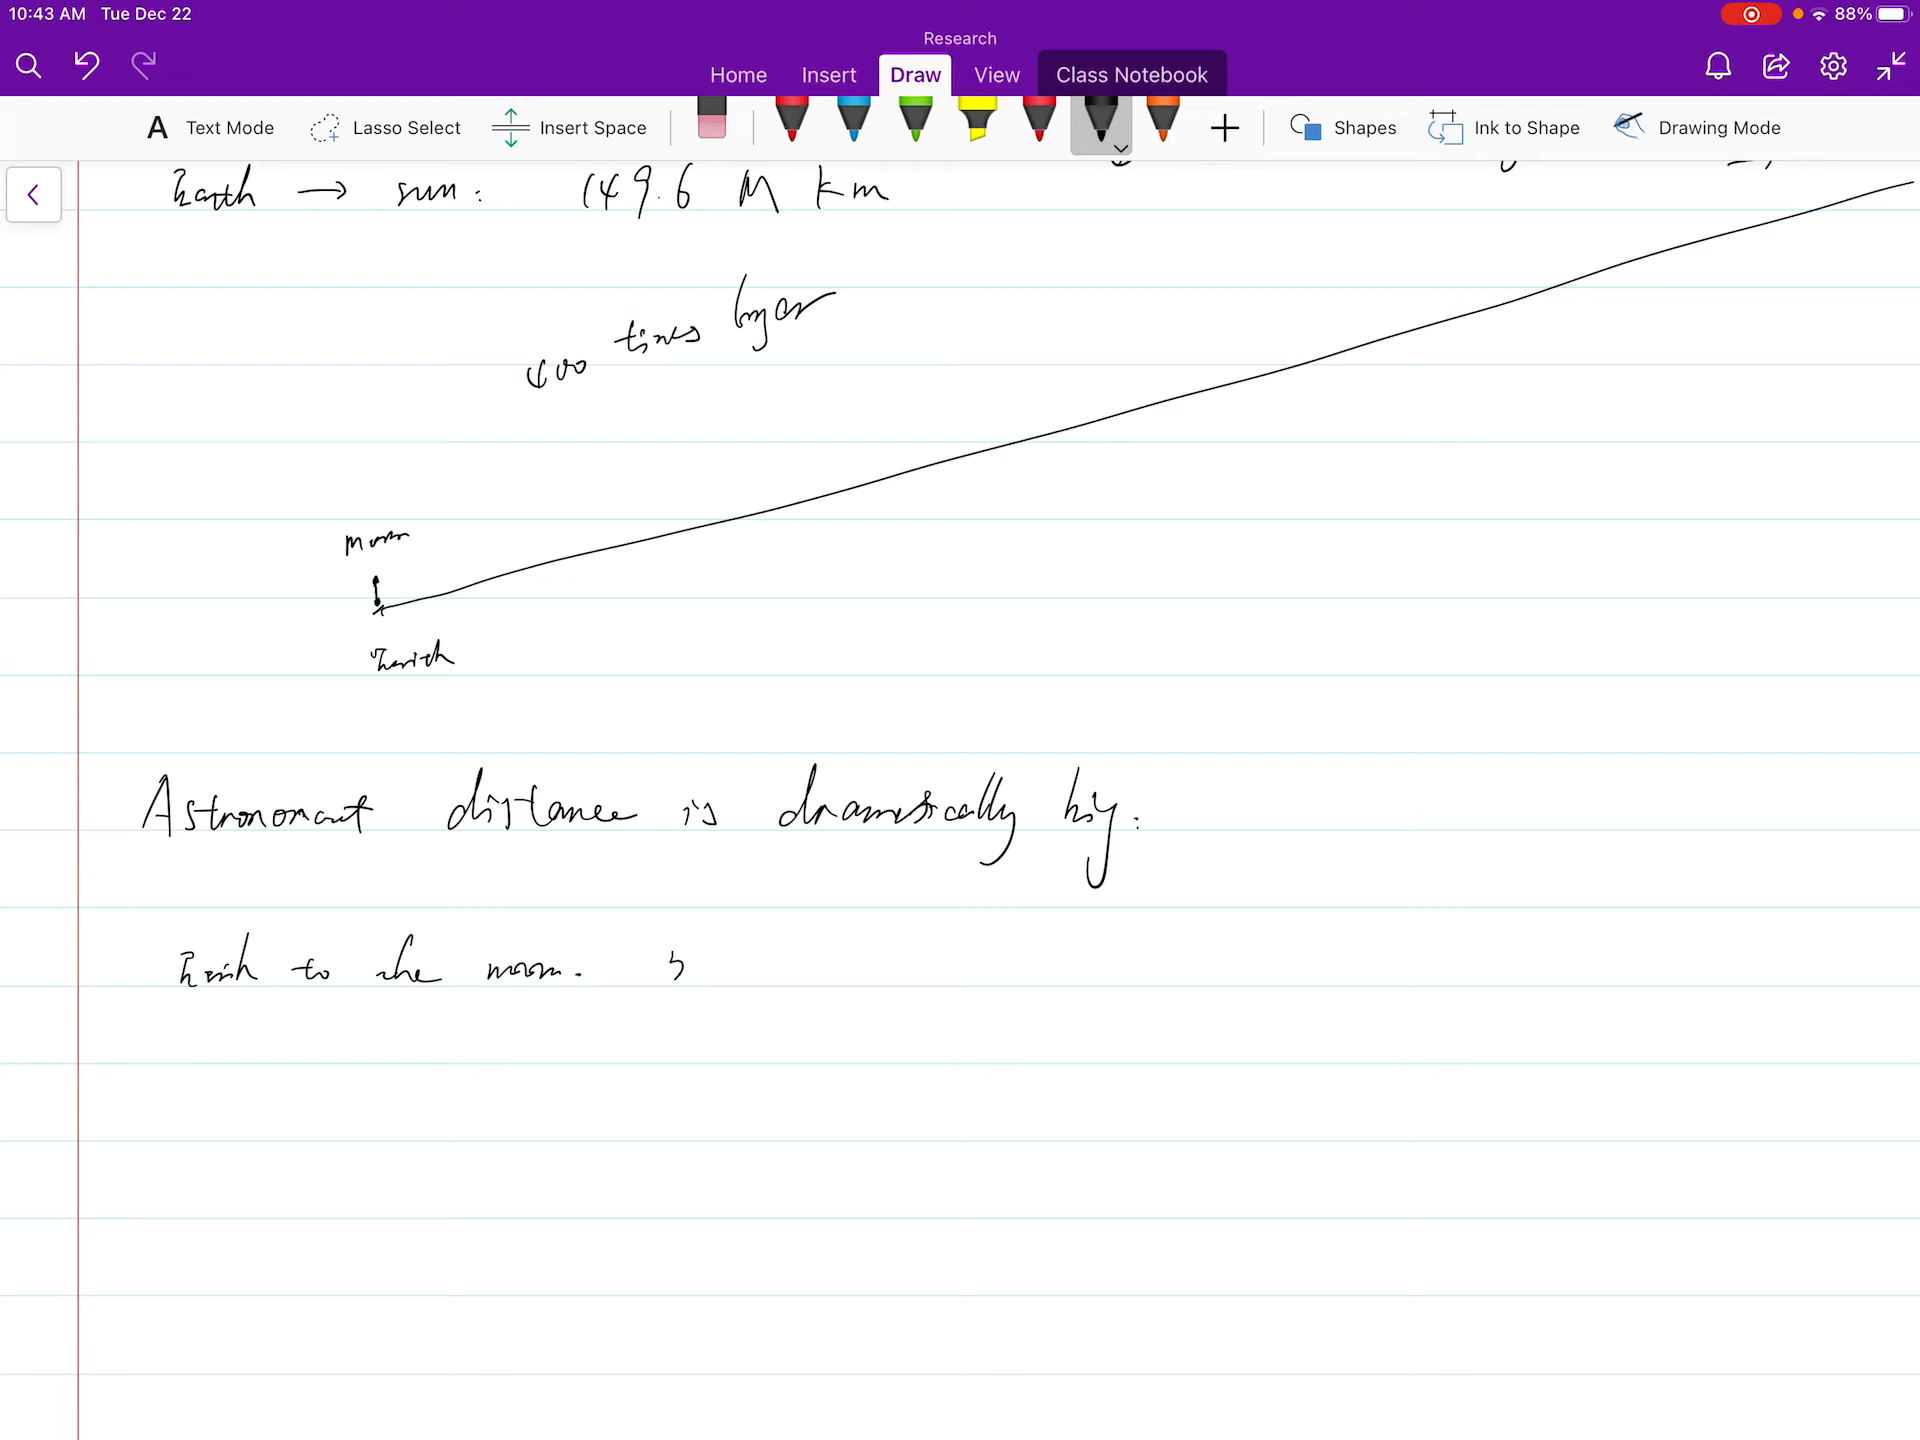 10:43 AM Tue Dec 22 88%
Research
Home Insert Draw View Class Notebook
A Text Mode Lasso Select Insert Space Shapes Ink to Shape Drawing Mode
Earth → sun: 149.6 M km
400 times bigger
Moon
Earth
distance is dramatically big:
Earth to the moon.